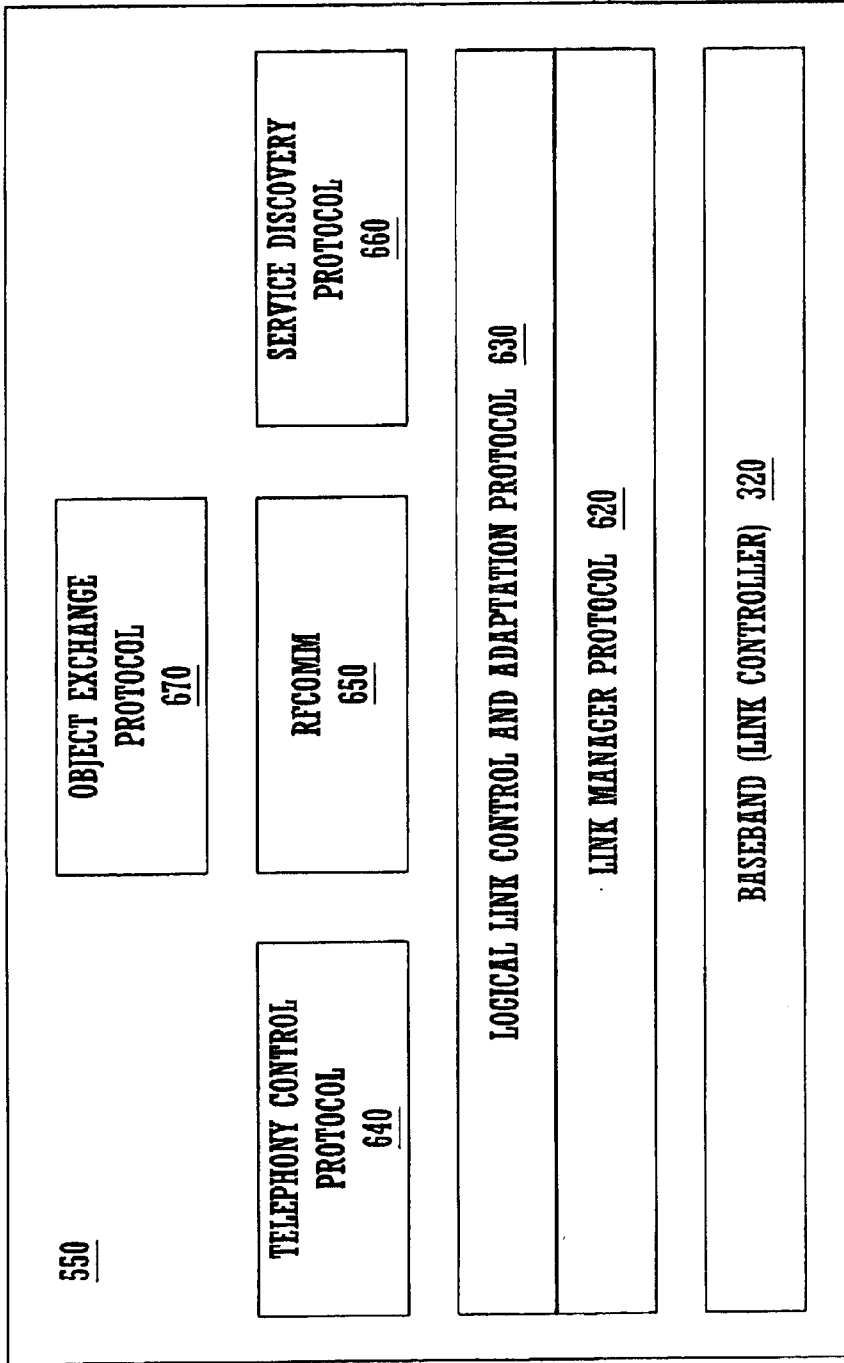 550
OBJECT EXCHANGE
PROTOCOL
670
TELEPHONY CONTROL
PROTOCOL
640
RFCOMM
650
SERVICE DISCOVERY
PROTOCOL
660
LOGICAL LINK CONTROL AND ADAPTATION PROTOCOL 630
LINK MANAGER PROTOCOL 620
BASEBAND (LINK CONTROLLER) 320